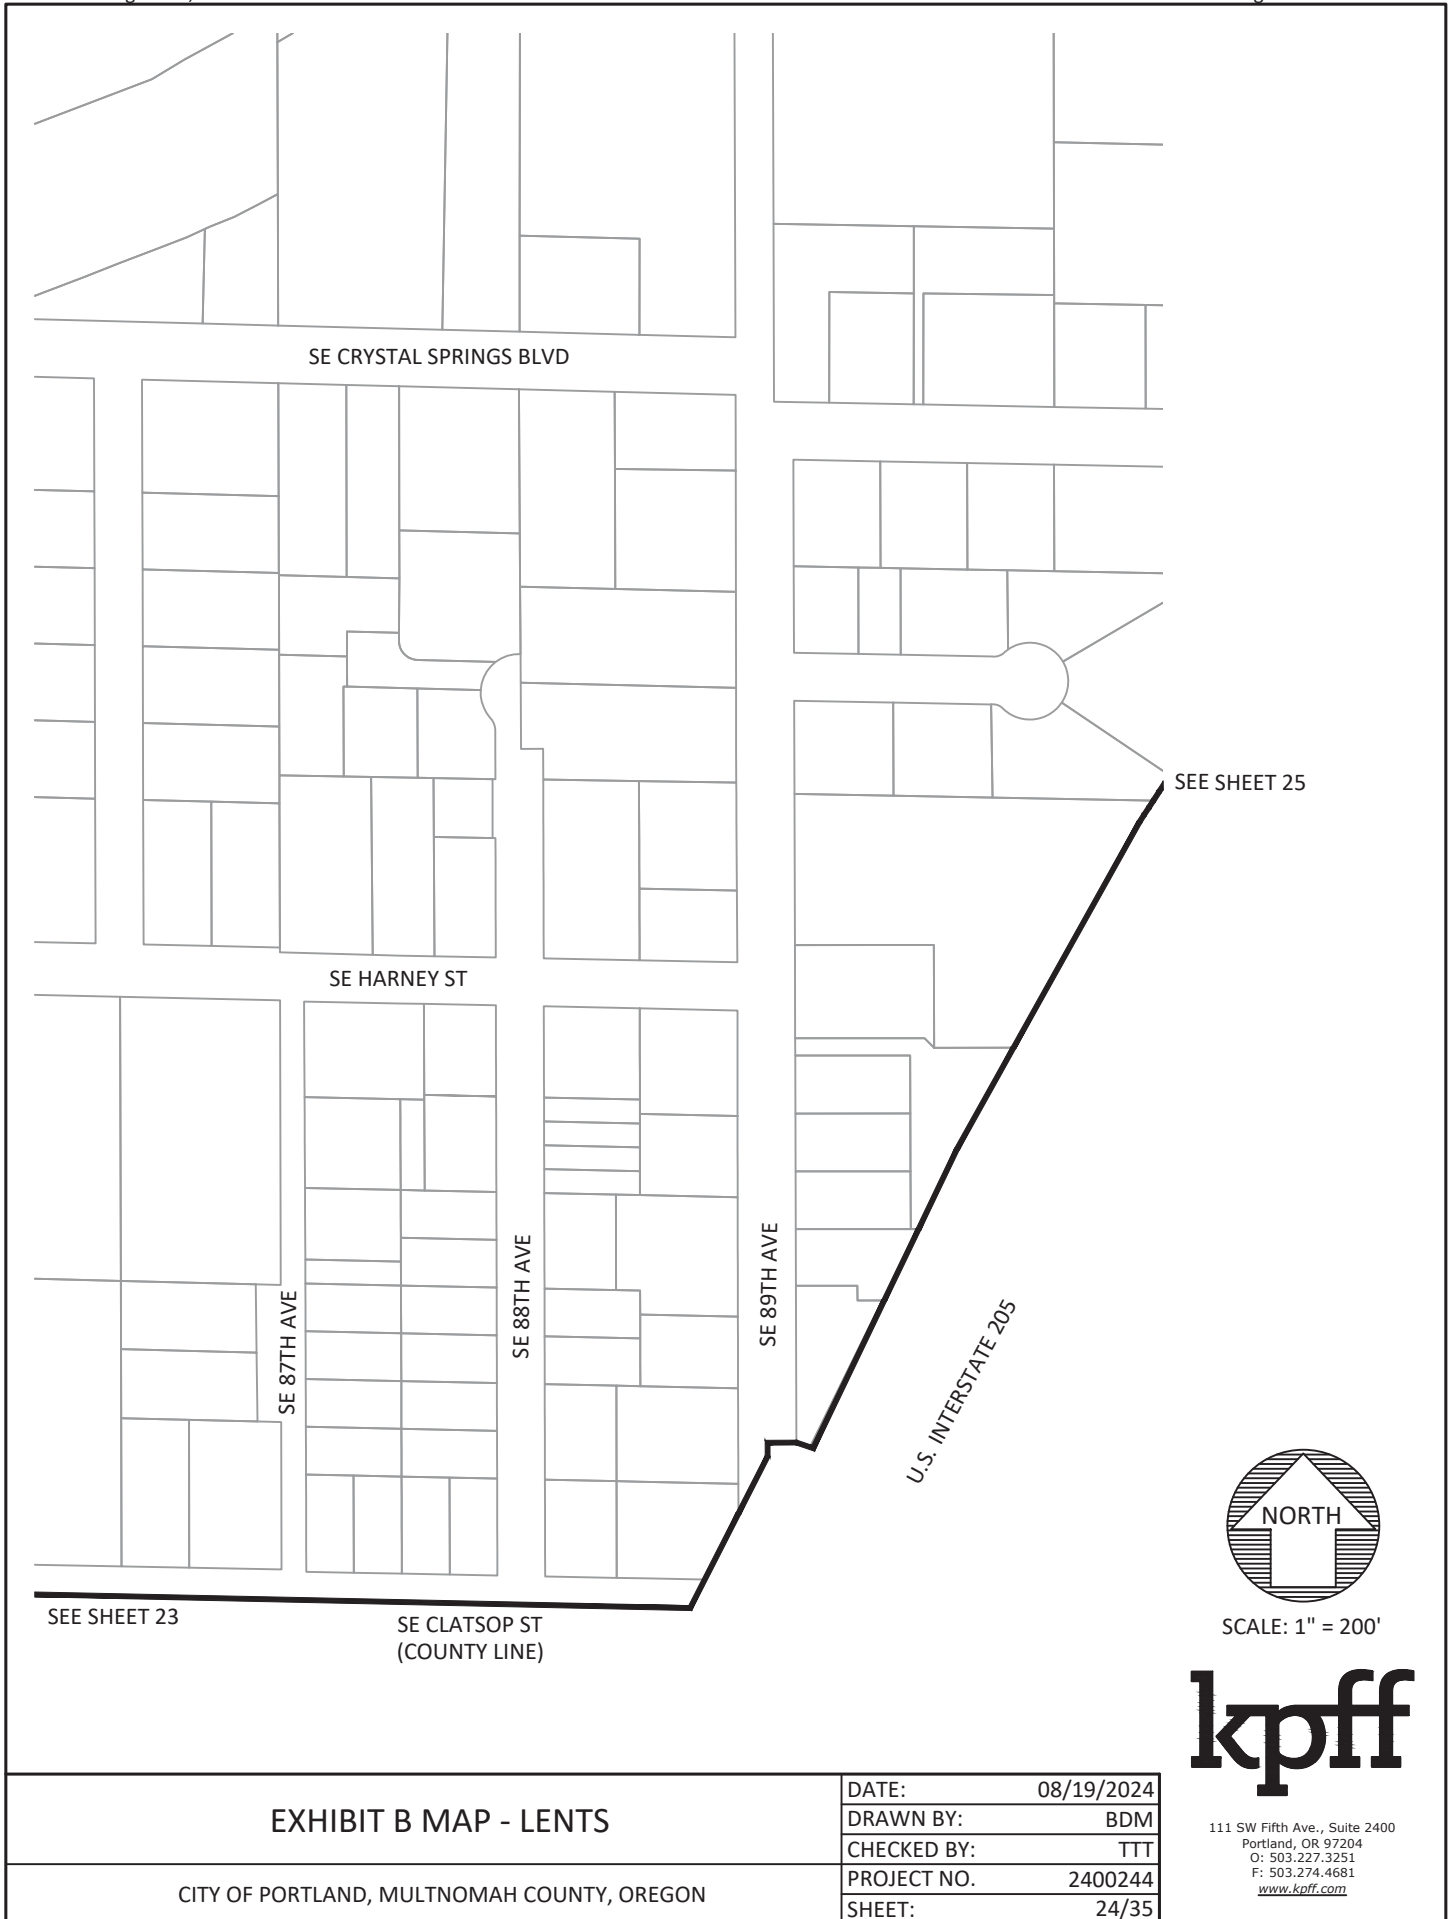 SE CRYSTAL SPRINGS BLVD
SEE SHEET 25
SE HARNEY ST
SE 87TH AVE
SE 88TH AVE
SE 89TH AVE
U.S. INTERSTATE 205
NORTH
SCALE: 1" = 200'
SEE SHEET 23
SE CLATSOP ST
(COUNTY LINE)
kpff
111 SW Fifth Ave., Suite 2400
Portland, OR 97204
O: 503.227.3251
F: 503.274.4681
www.kpff.com
EXHIBIT B MAP - LENTS
CITY OF PORTLAND, MULTNOMAH COUNTY, OREGON
DATE: 08/19/2024
DRAWN BY: BDM
CHECKED BY: TTT
PROJECT NO. 2400244
SHEET: 24/35